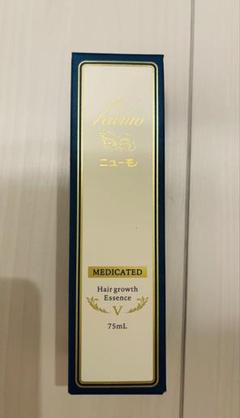 ニューモ
MEDICATED
Hair growth
Essence
V
75mL